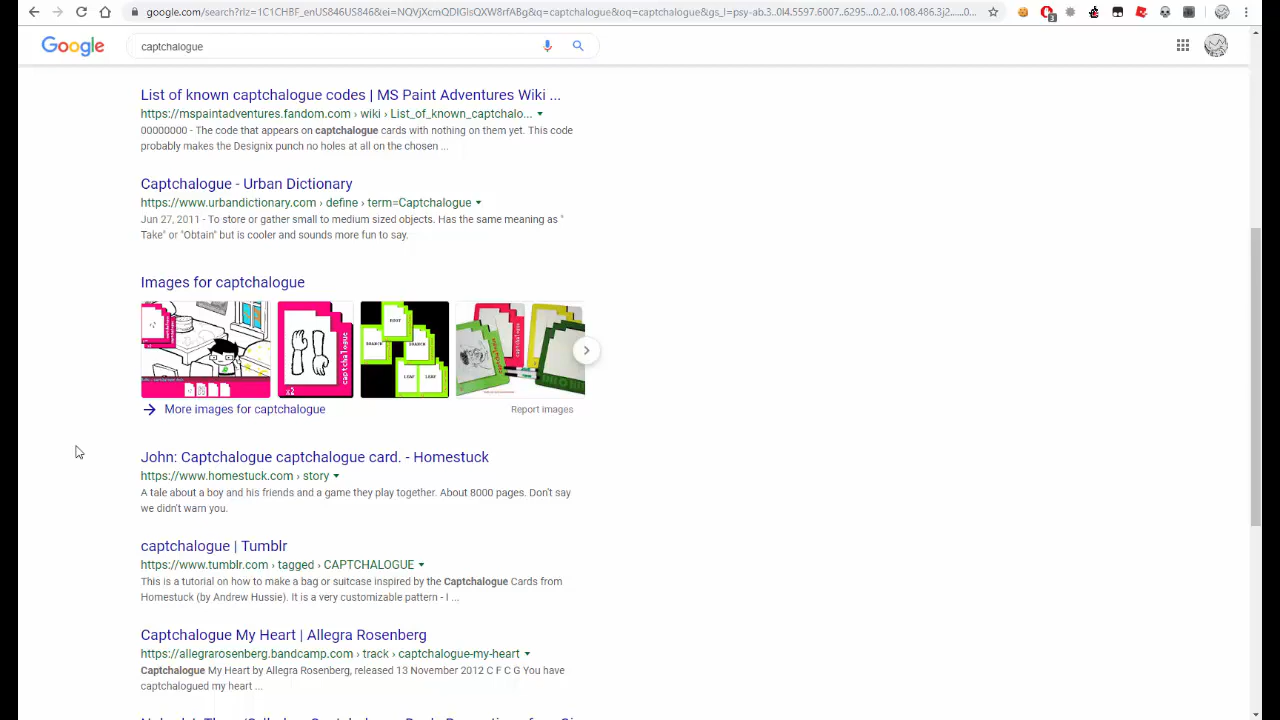 google.com/search?rlz=1C1CHBF_enUS846US846&ei=NQVjXcmQDIGIsQXW8rfABg&q=captchalogue&oq=captchalogue&gs_l=psy-ab.3..0l4.5597.6007..6295...0.2..0.108.486.3j2......0...
3
Google
captchalogue
List of known captchalogue codes | MS Paint Adventures Wiki ...
https://mspaintadventures.fandom.com › wiki › List_of_known_captchalo...
00000000 - The code that appears on captchalogue cards with nothing on them yet. This code
probably makes the Designix punch no holes at all on the chosen ...
Captchalogue - Urban Dictionary
https://www.urbandictionary.com › define › term=Captchalogue
Jun 27, 2011 - To store or gather small to medium sized objects. Has the same meaning as "
Take" or "Obtain" but is cooler and sounds more fun to say.
Images for captchalogue
captchalogue
x2
ROOT
BRANCH
BRANCH
LEAF
LEAF
More images for captchalogue
Report images
John: Captchalogue captchalogue card. - Homestuck
https://www.homestuck.com › story
A tale about a boy and his friends and a game they play together. About 8000 pages. Don't say
we didn't warn you.
captchalogue | Tumblr
https://www.tumblr.com › tagged › CAPTCHALOGUE
This is a tutorial on how to make a bag or suitcase inspired by the Captchalogue Cards from
Homestuck (by Andrew Hussie). It is a very customizable pattern - I ...
Captchalogue My Heart | Allegra Rosenberg
https://allegrarosenberg.bandcamp.com › track › captchalogue-my-heart
Captchalogue My Heart by Allegra Rosenberg, released 13 November 2012 C F C G You have
captchalogued my heart ...